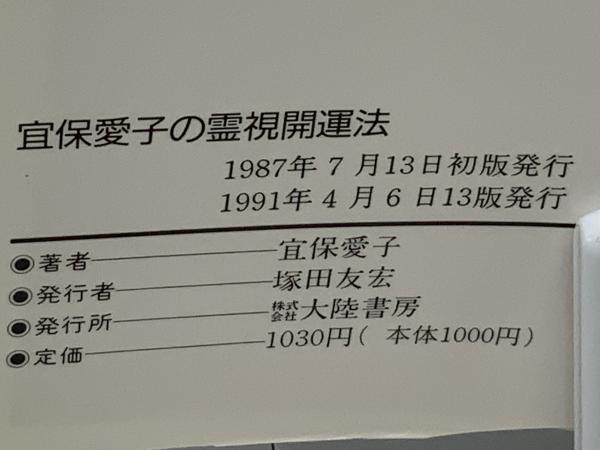 宜保愛子の霊視開運法
1987年7月13日初版発行
1991年4月6日13版発行
◉著者――宜保愛子
◉発行者――塚田友宏
◉発行所――株式会社大陸書房
◉定価――1030円(本体1000円)